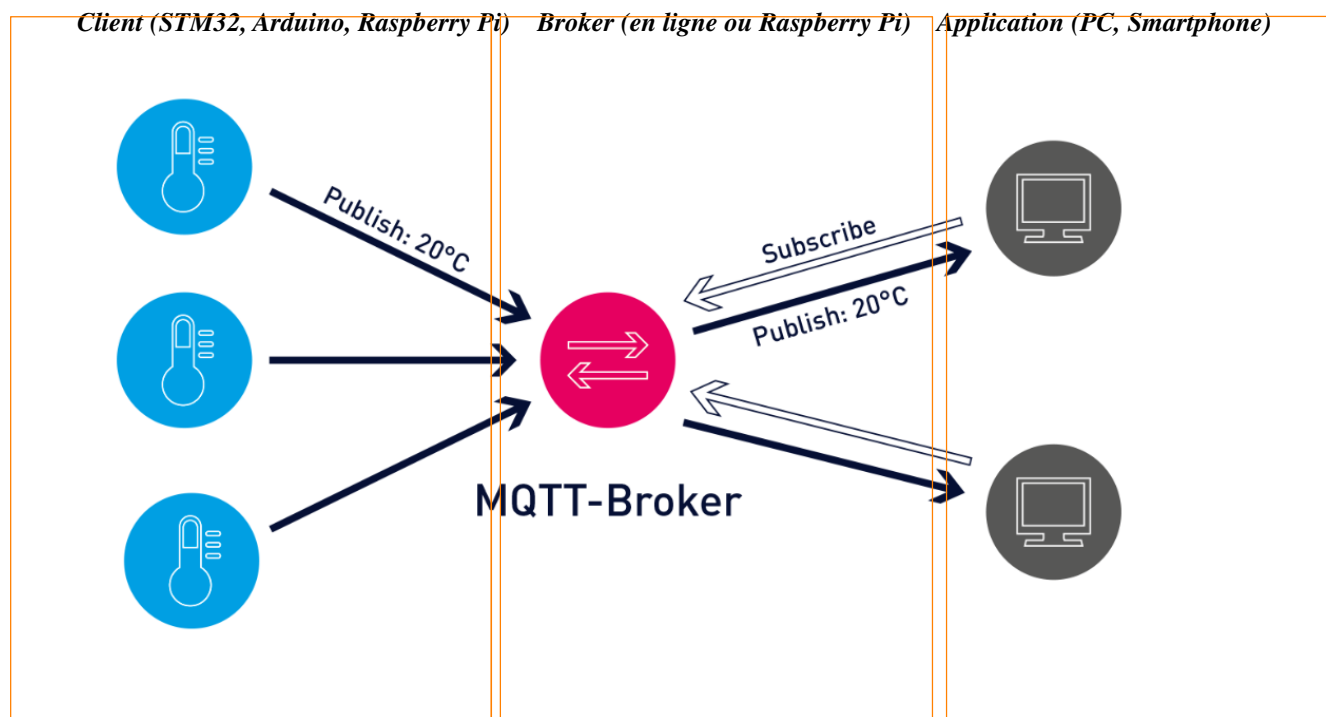 Client (STM32, Arduino, Raspberry Pi)
Broker (en ligne ou Raspberry Pi)
Application (PC, Smartphone)
Publish: 20°C
Subscribe
Publish: 20°C
MQTT-Broker